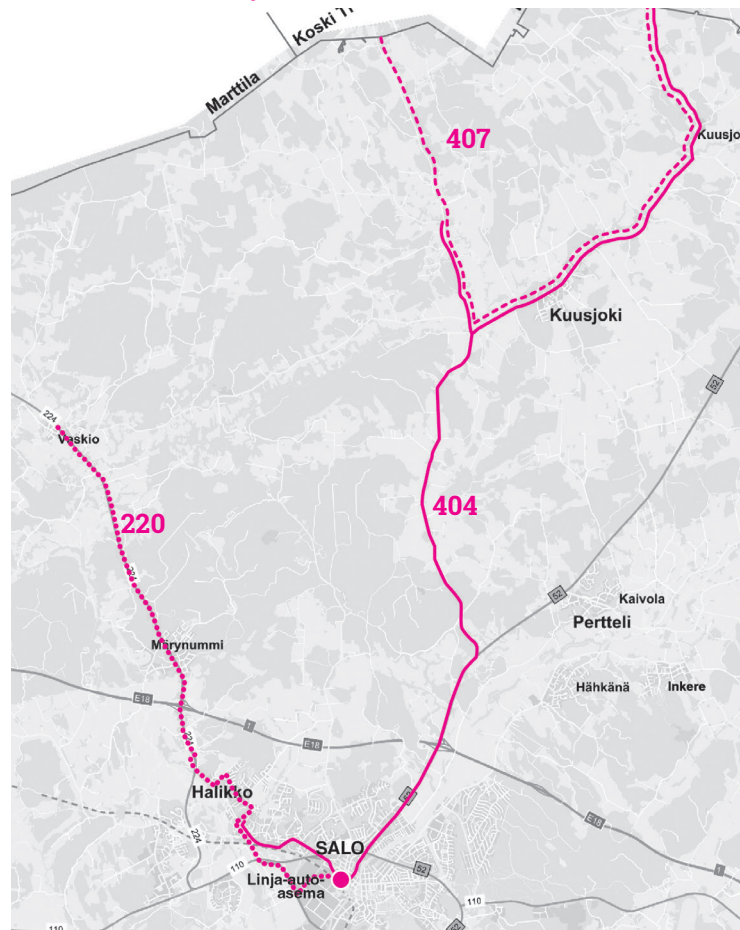 Koski Tl
Marttila
407
Kuusjo
Kuusjoki
52
224
Vaskio
404
220
224
52
Kaivola
Pertteli
Märynummi
Hähkänä
Inkere
E18
1
224
E18
52
Halikko
E18
224
SALO
110
52
1
Linja-auto-
asema
110
52
110